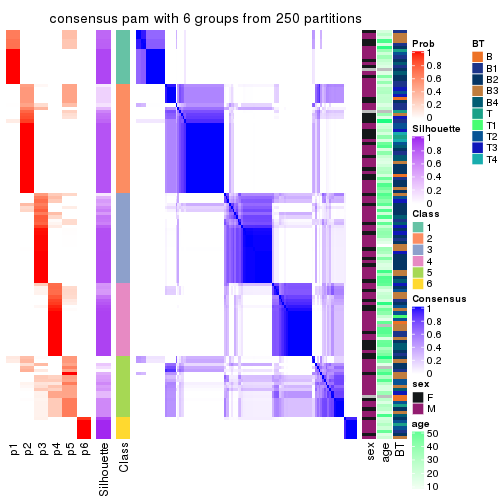 consensus pam with 6 groups from 250 partitions
Prob
1
0.8
0.6
0.4
0.2
0
Silhouette
1
0.8
0.6
0.4
0.2
0
Class
1
2
3
4
5
6
Consensus
1
0.8
0.6
0.4
0.2
0
sex
F
M
age
50
40
30
20
10
BT
B
B1
B2
B3
B4
T
T1
T2
T3
T4
p1
p2
p3
p4
p5
p6
Silhouette
Class
sex
age
BT